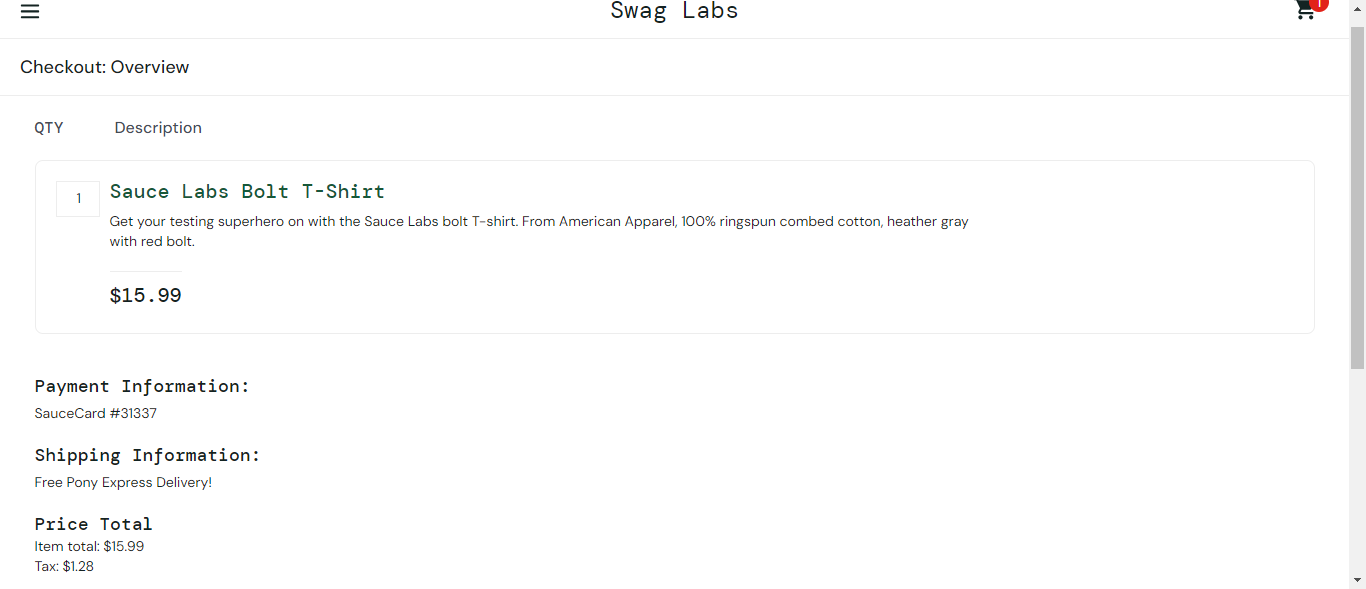 Swag Labs
1
Checkout: Overview
QTY Description
1
Sauce Labs Bolt T-Shirt
Get your testing superhero on with the Sauce Labs bolt T-shirt. From American Apparel, 100% ringspun combed cotton, heather gray
with red bolt.
$15.99
Payment Information:
SauceCard #31337
Shipping Information:
Free Pony Express Delivery!
Price Total
Item total: $15.99
Tax: $1.28